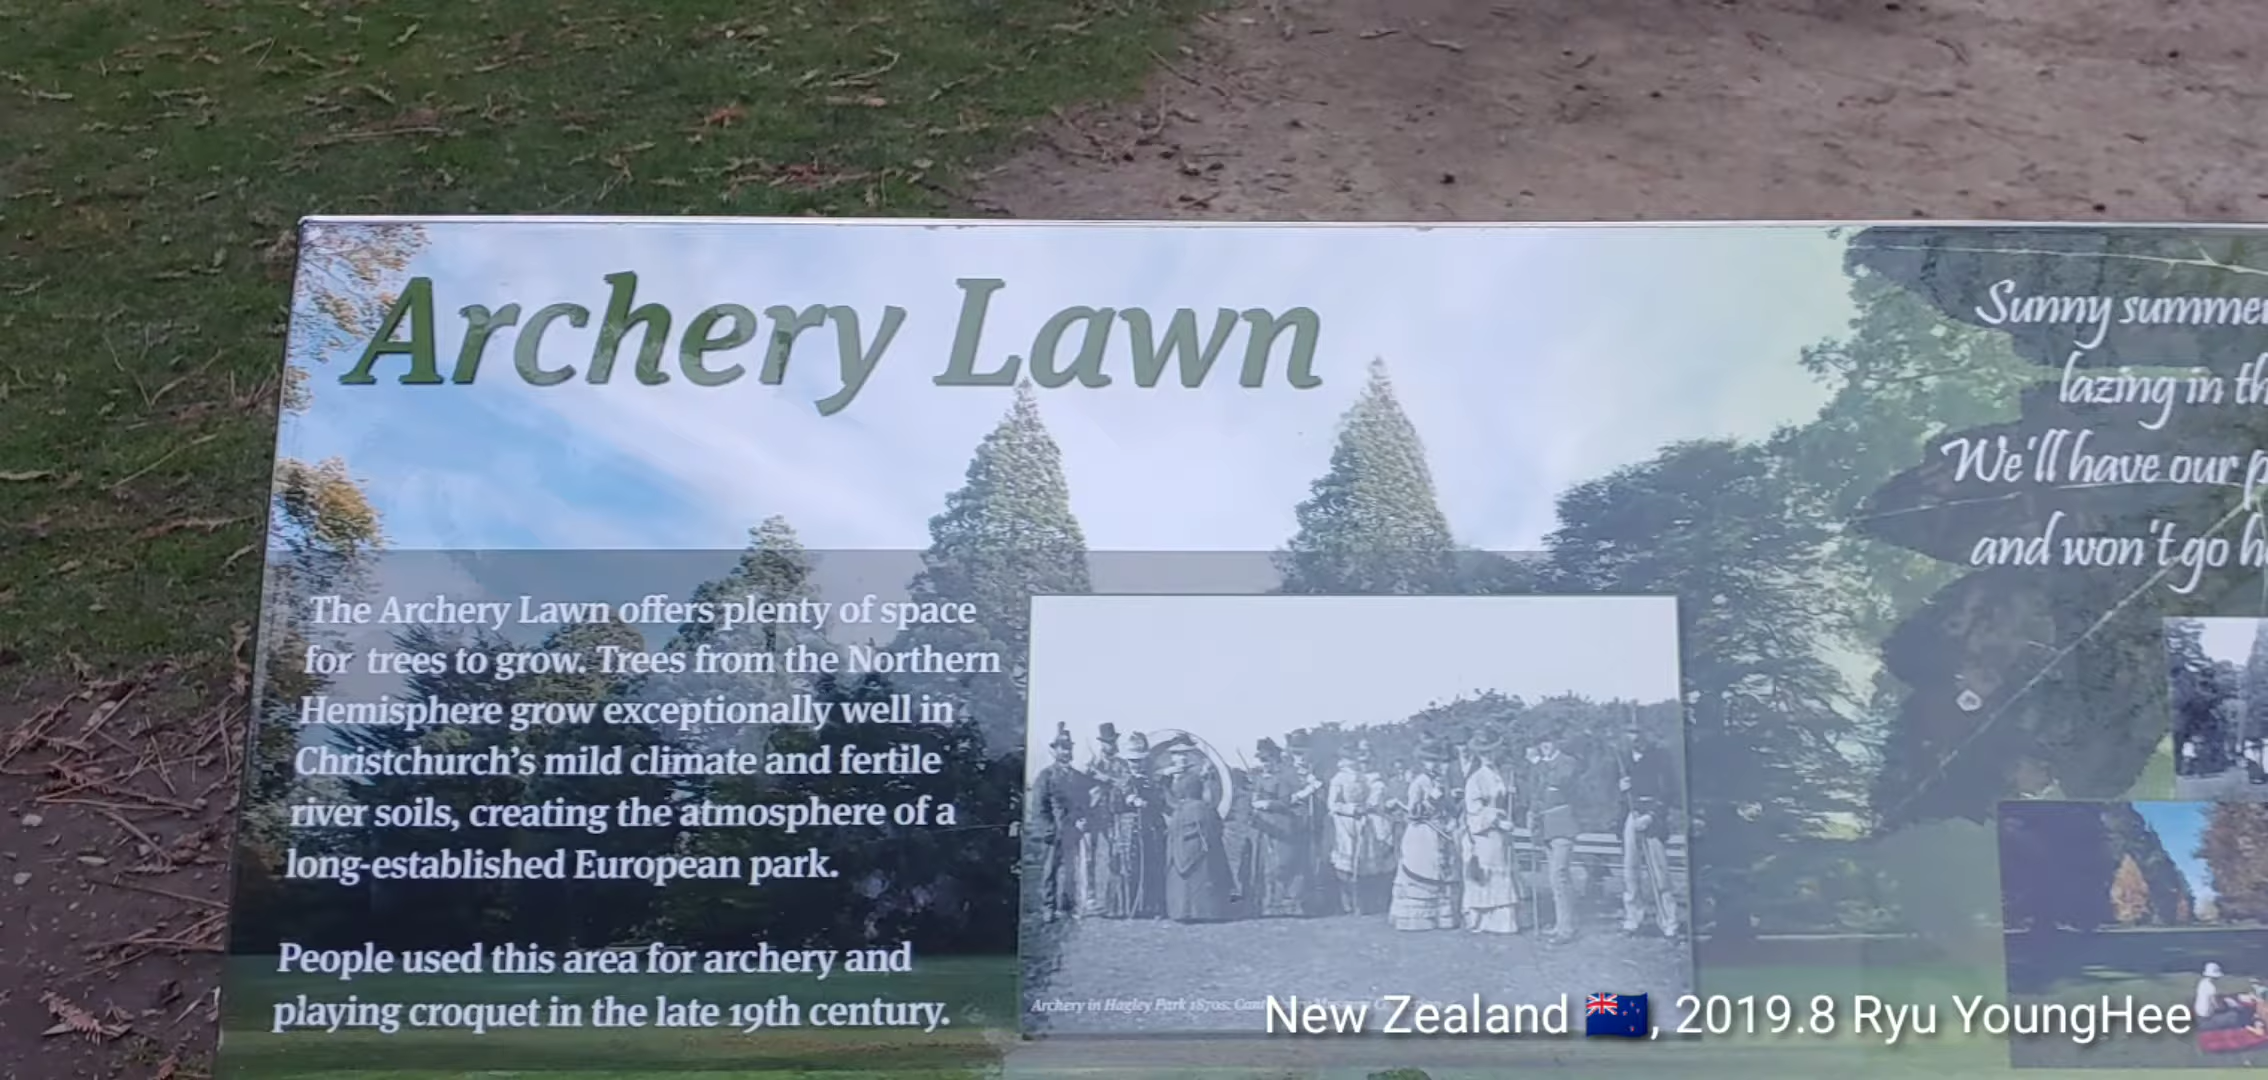 Archery Lawn
The Archery Lawn offers plenty of space
for trees to grow. Trees from the Northern
Hemisphere grow exceptionally well in
Christchurch's mild climate and fertile
river soils, creating the atmosphere of a
long-established European park.
People used this area for archery and
playing croquet in the late 19th century.
Archery in Hagley Park 1870s:
Sunny summer
lazing in th
We'll have our p
and won't go h
New Zealand 🇳🇿, 2019.8 Ryu YoungHee